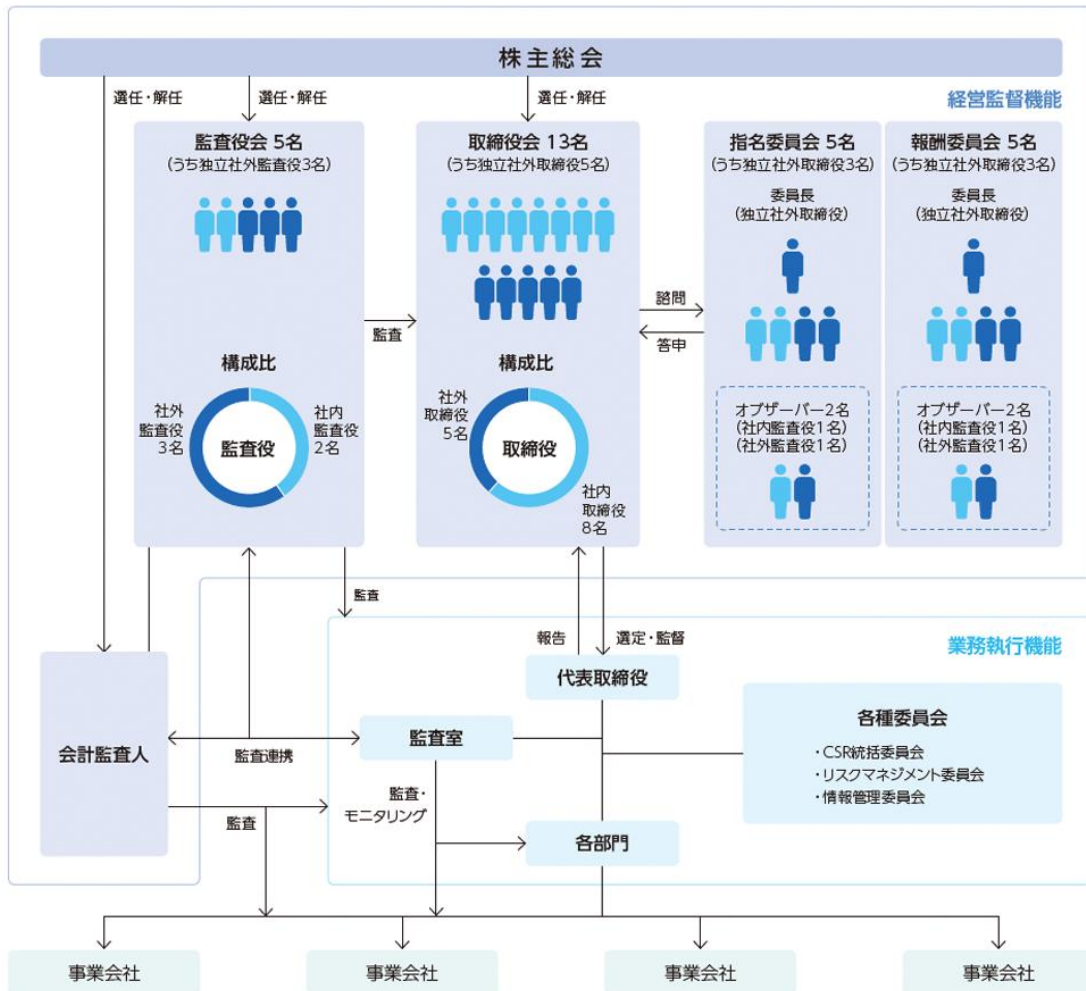 株主総会
選任・解任
選任・解任
選任・解任
経営監督機能
監査役会 5名
(うち独立社外監査役3名)
取締役会 13名
(うち独立社外取締役5名)
指名委員会 5名
(うち独立社外取締役3名)
委員長
(独立社外取締役)
報酬委員会 5名
(うち独立社外取締役3名)
委員長
(独立社外取締役)
監査
諮問
答申
構成比
社外
監査役
3名
監査役
社内
監査役
2名
構成比
社外
取締役
5名
取締役
社内
取締役
8名
オブザーバー2名
(社内監査役1名)
(社外監査役1名)
オブザーバー2名
(社内監査役1名)
(社外監査役1名)
監査
報告
選定・監督
業務執行機能
代表取締役
会計監査人
監査連携
監査室
各種委員会
・CSR統括委員会
・リスクマネジメント委員会
・情報管理委員会
監査
監査・
モニタリング
各部門
事業会社
事業会社
事業会社
事業会社